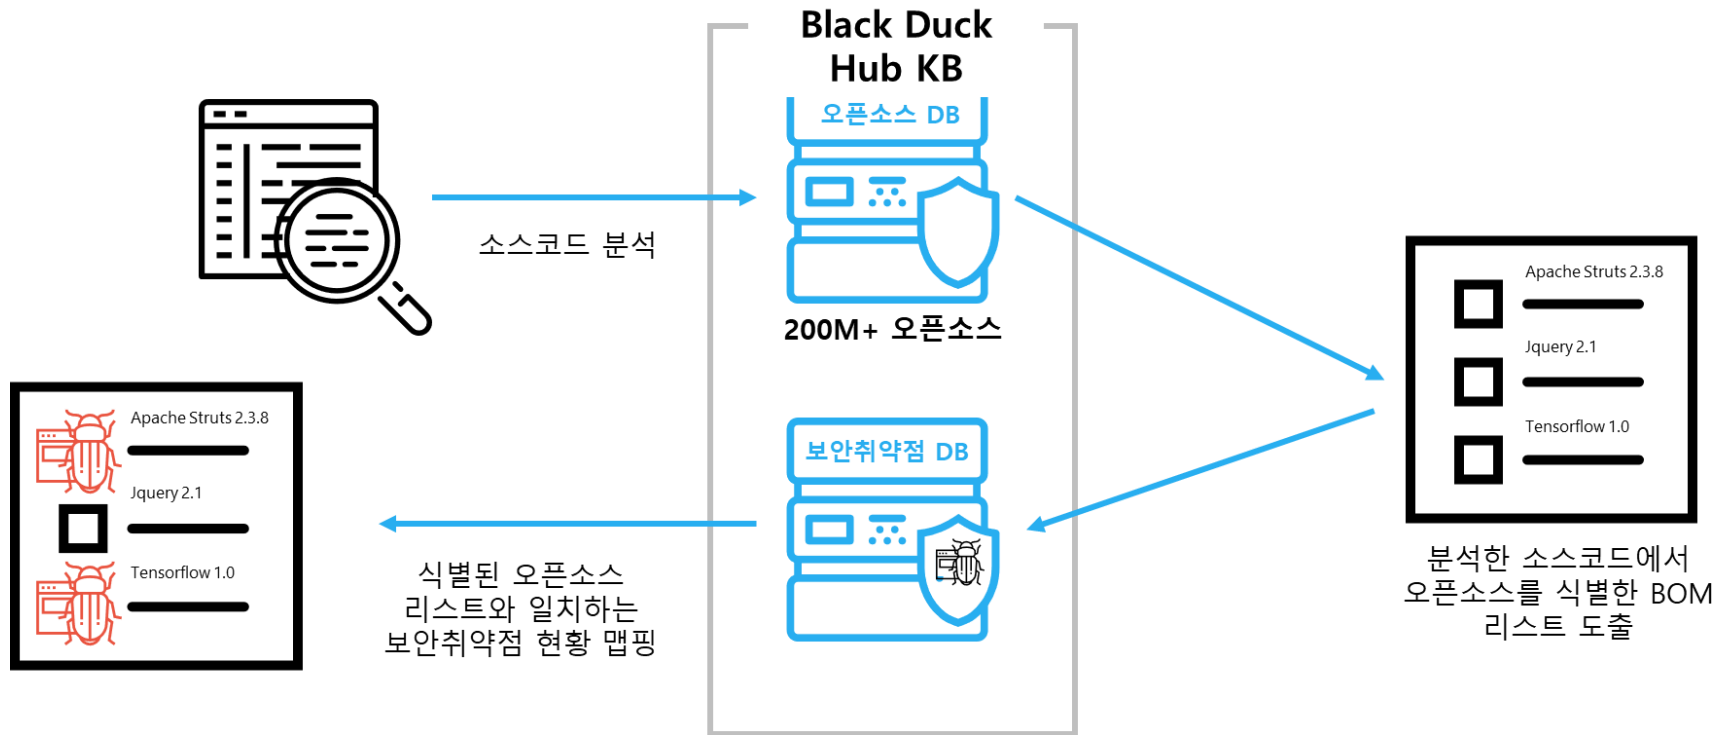 Black Duck
Hub KB
오픈소스 DB
소스코드 분석
200M+ 오픈소스
Apache Struts 2.3.8
Jquery 2.1
Tensorflow 1.0
분석한 소스코드에서
오픈소스를 식별한 BOM
리스트 도출
보안취약점 DB
식별된 오픈소스
리스트와 일치하는
보안취약점 현황 맵핑
Apache Struts 2.3.8
Jquery 2.1
Tensorflow 1.0